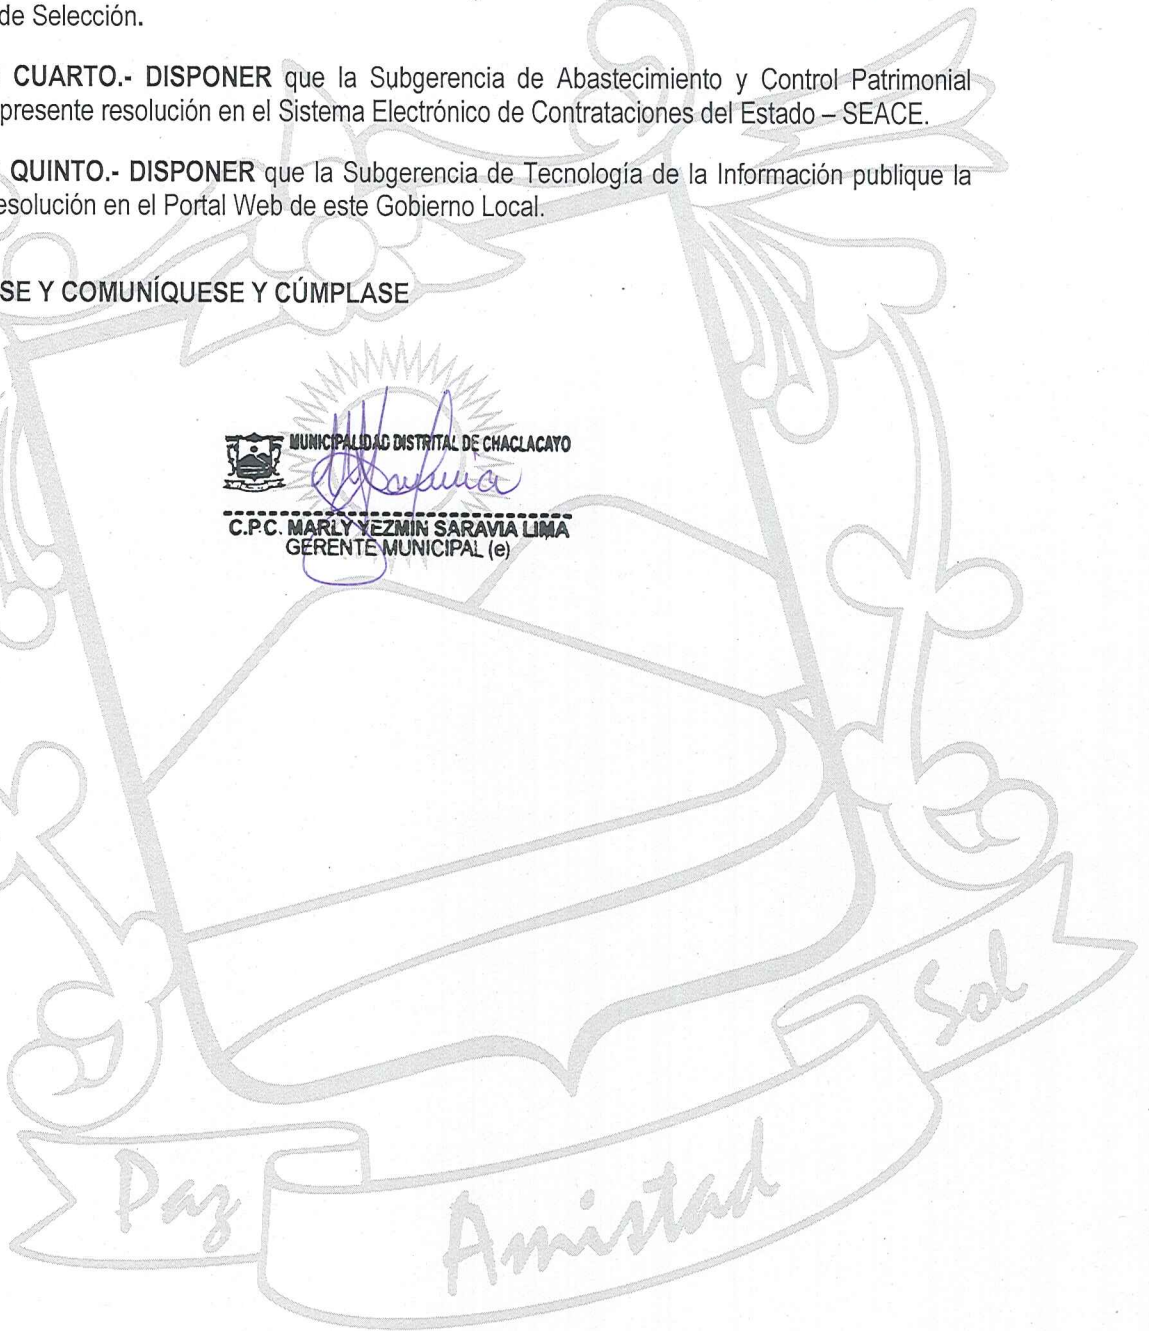 de Selección.
CUARTO.- DISPONER que la Subgerencia de Abastecimiento y Control Patrimonial
presente resolución en el Sistema Electrónico de Contrataciones del Estado – SEACE.
QUINTO.- DISPONER que la Subgerencia de Tecnología de la Información publique la
esolución en el Portal Web de este Gobierno Local.
SE Y COMUNÍQUESE Y CÚMPLASE
MUNICIPALIDAD DISTRITAL DE CHACLACAYO
C.P.C. MARLY YEZMIN SARAVIA LIMA
GERENTE MUNICIPAL (e)
Sol
Paz
Amistad